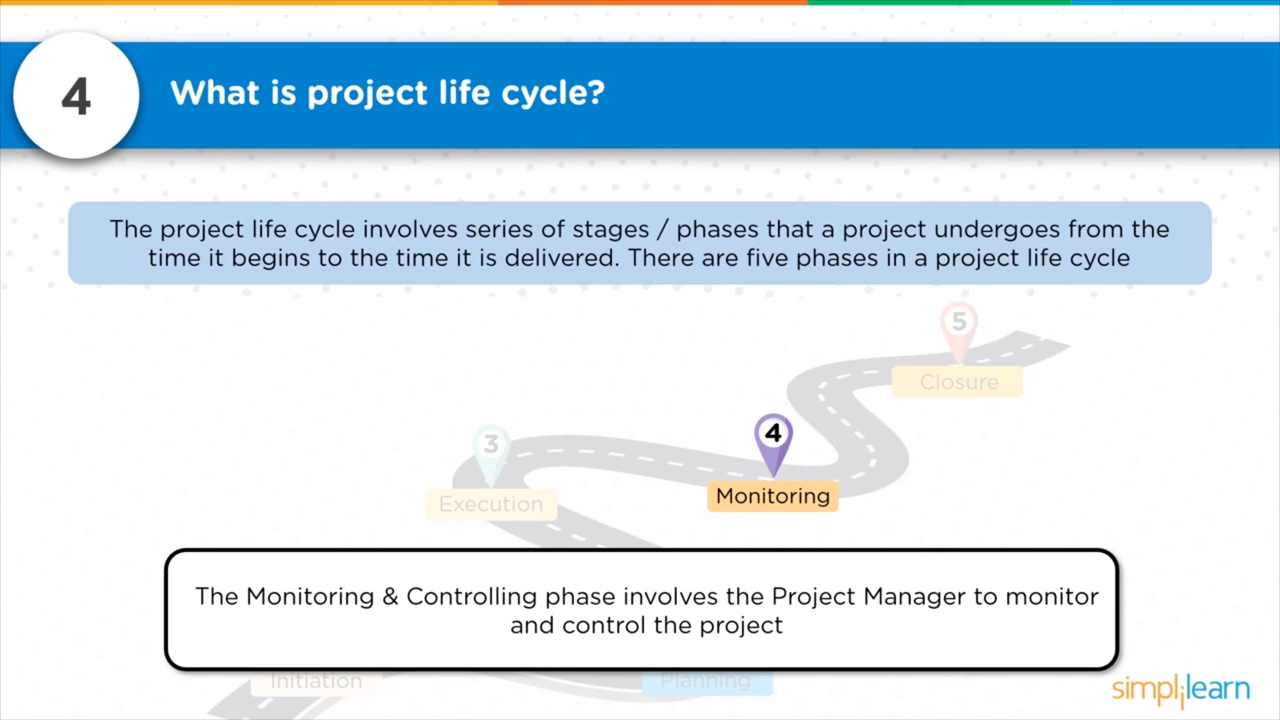 4
What is project life cycle?
The project life cycle involves series of stages / phases that a project undergoes from the
time it begins to the time it is delivered. There are five phases in a project life cycle
5
Closure
4
Monitoring
3
Execution
The Monitoring & Controlling phase involves the Project Manager to monitor
and control the project
Initiation
Planning
simplilearn